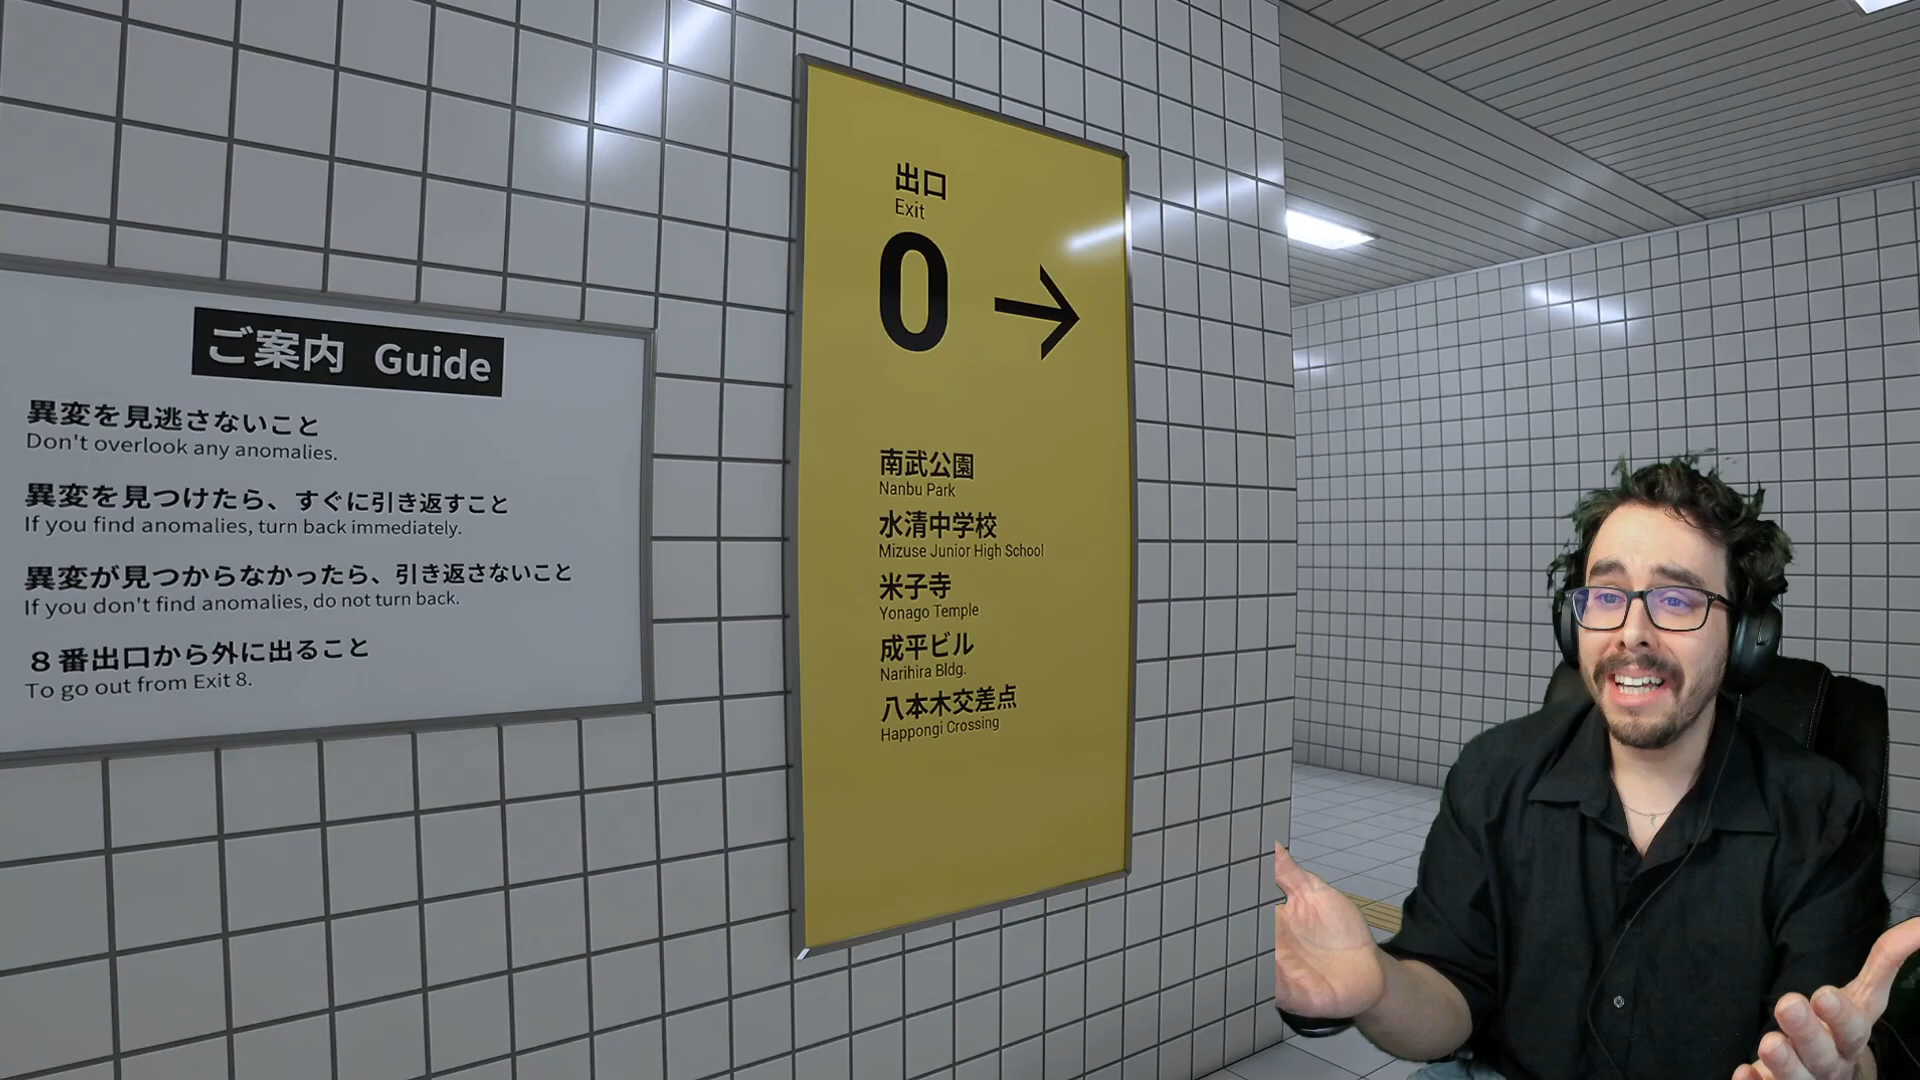 ご案内 Guide
異変を見逃さないこと
Don't overlook any anomalies.
異変を見つけたら、すぐに引き返すこと
If you find anomalies, turn back immediately.
異変が見つからなかったら、引き返さないこと
If you don't find anomalies, do not turn back.
8番出口から外に出ること
To go out from Exit 8.
出口
Exit
0 →
南武公園
Nanbu Park
水清中学校
Mizuse Junior High School
米子寺
Yonago Temple
成平ビル
Narihira Bldg.
八本木交差点
Happongi Crossing